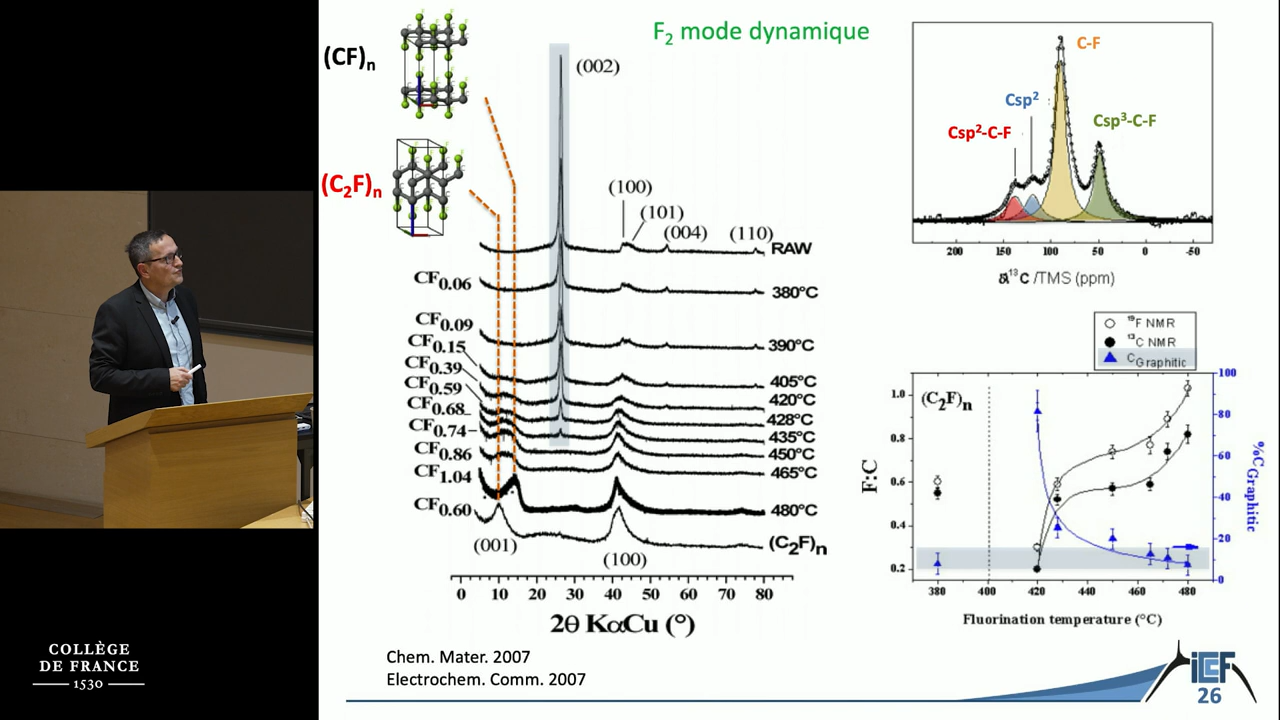 F₂ mode dynamique
(CF)n
(C₂F)n
(002)
(100)
(101)
(004)
(110)
RAW
CF0.06
380°C
CF0.09
390°C
CF0.15
405°C
CF0.39
420°C
CF0.59
428°C
CF0.68
435°C
CF0.74
450°C
CF0.86
465°C
CF1.04
480°C
CF0.60
(C₂F)n
(001)
(100)
0 10 20 30 40 50 60 70 80
2θ KαCu (°)
C-F
Csp²
Csp²-C-F
Csp³-C-F
200 150 100 50 0 -50
δ¹³C /TMS (ppm)
¹⁹F NMR
¹³C NMR
C Graphitic
(C₂F)n
1.0
0.8
0.6
0.4
0.2
F:C
100
80
60
40
20
0
%C Graphitic
380 400 420 440 460 480
Fluorination temperature (°C)
Chem. Mater. 2007
Electrochem. Comm. 2007
COLLÈGE
DE FRANCE
1530
iCCF
26